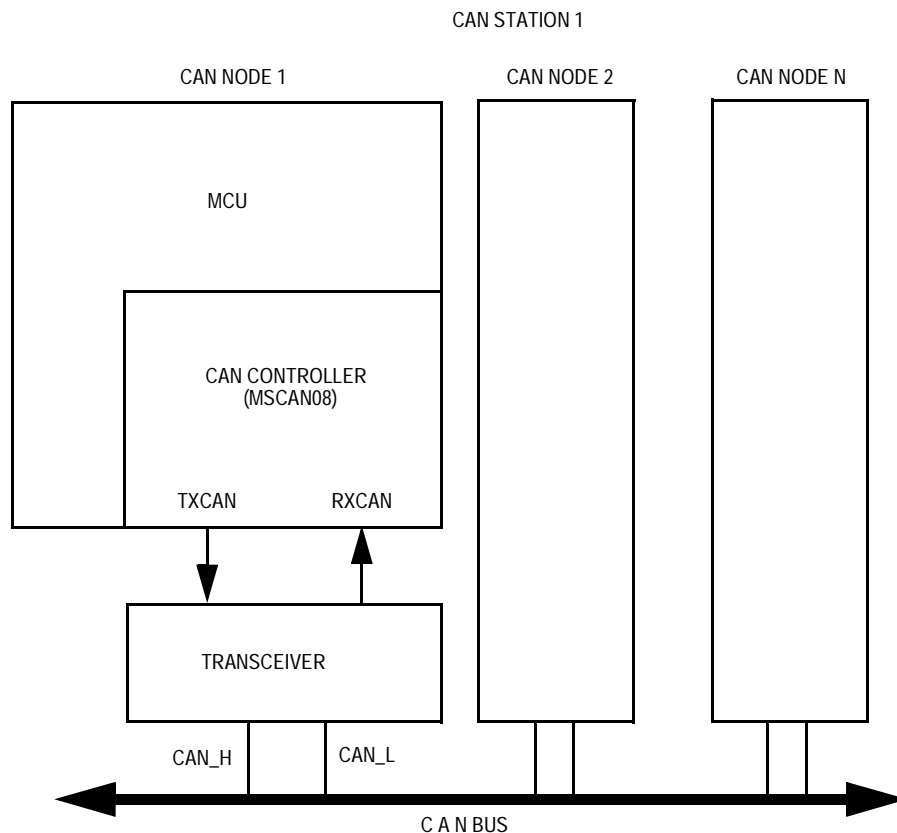 CAN STATION 1
CAN NODE 1
CAN NODE 2
CAN NODE N
MCU
CAN CONTROLLER
(MSCAN08)
TXCAN
RXCAN
TRANSCEIVER
CAN_H
CAN_L
C A N BUS